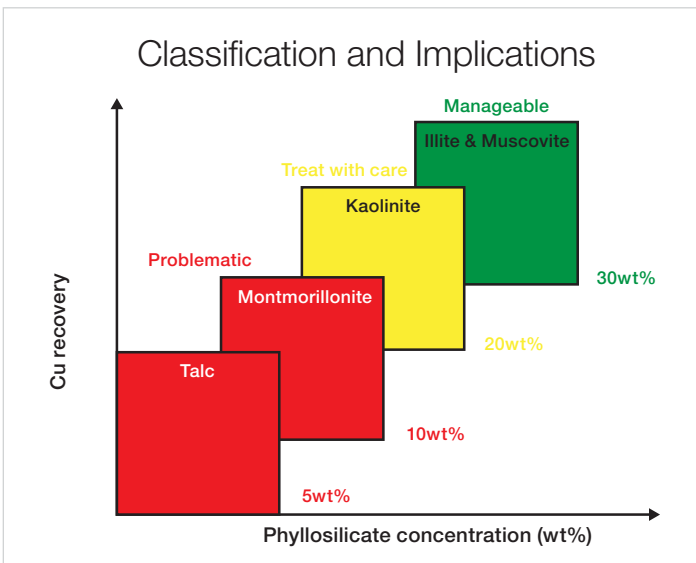 Classification and Implications
Manageable
Illite & Muscovite
Treat with care
Kaolinite
Problematic
30wt%
Montmorillonite
20wt%
Talc
10wt%
5wt%
Cu recovery
Phyllosilicate concentration (wt%)